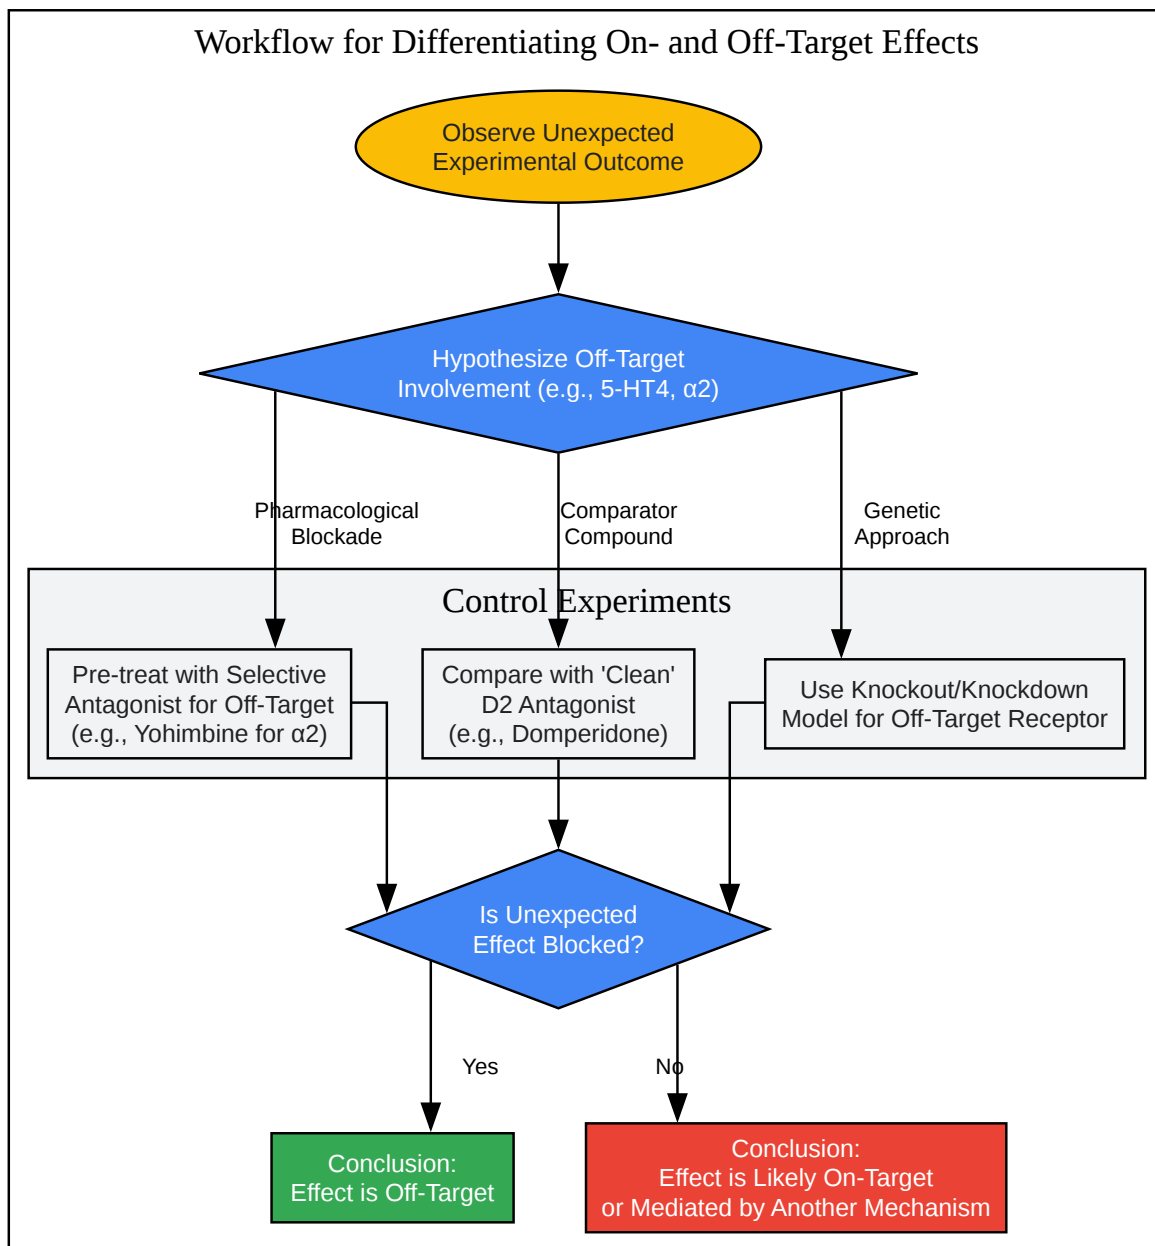 Workflow for Differentiating On- and Off-Target Effects
Observe Unexpected
Experimental Outcome
Hypothesize Off-Target
Involvement (e.g., 5-HT4, α2)
Pharmacological
Blockade
Comparator
Compound
Genetic
Approach
Control Experiments
Pre-treat with Selective
Antagonist for Off-Target
(e.g., Yohimbine for α2)
Compare with 'Clean'
D2 Antagonist
(e.g., Domperidone)
Use Knockout/Knockdown
Model for Off-Target Receptor
Is Unexpected
Effect Blocked?
Yes
No
Conclusion:
Effect is Off-Target
Conclusion:
Effect is Likely On-Target
or Mediated by Another Mechanism